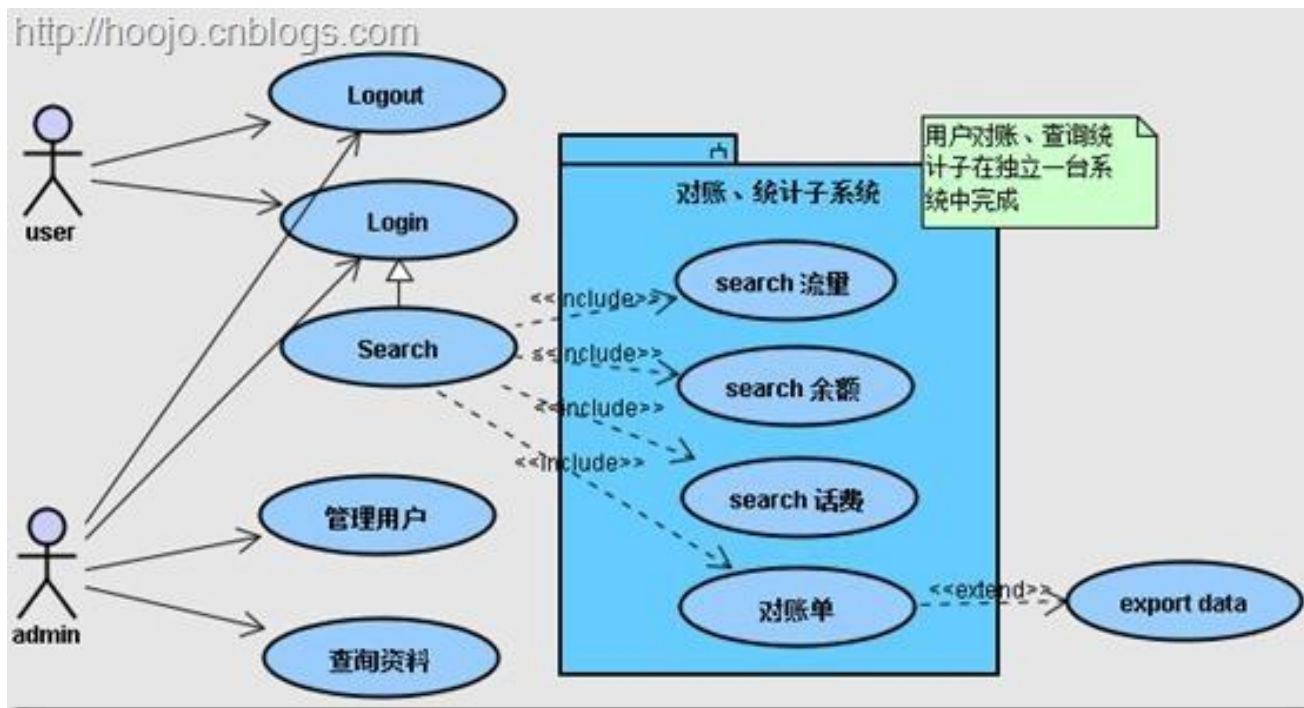 http://hoojo.cnblogs.com
Logout
user
Login
Search
对账、统计子系统
用户对账、查询统
计子在独立一台系
统中完成
<<include>>
search 流量
<<include>>
search 余额
<<include>>
search 话费
<<include>>
对账单
<<extend>>
export data
admin
管理用户
查询资料